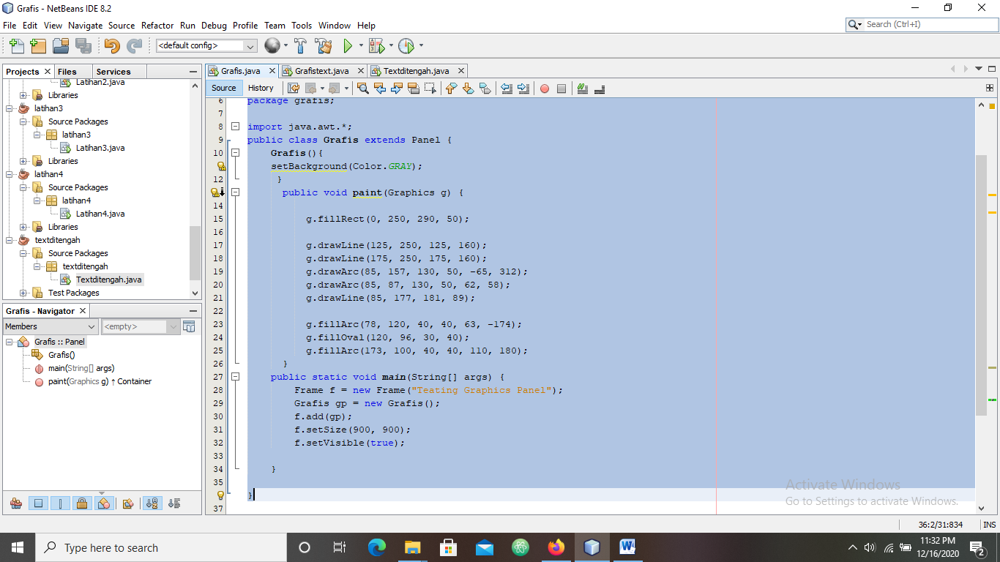 Grafis - NetBeans IDE 8.2
File Edit View Navigate Source Refactor Run Debug Profile Team Tools Window Help
Search (Ctrl+I)
<default config>
Projects Files Services
Latihan2.java
Libraries
latihan3
Source Packages
latihan3
Latihan3.java
Libraries
latihan4
Source Packages
latihan4
Latihan4.java
Libraries
textditengah
Source Packages
textditengah
Textditengah.java
Test Packages
Grafis - Navigator
Members <empty>
Grafis :: Panel
Grafis()
main(String[] args)
paint(Graphics g) ↑ Container
Grafis.java Grafistext.java Textditengah.java
Source History
6 package grafis;
7
8 import java.awt.*;
9 public class Grafis extends Panel {
10 Grafis(){
setBackground(Color.GRAY);
12 }
public void paint(Graphics g) {
14
15 g.fillRect(0, 250, 290, 50);
16
17 g.drawLine(125, 250, 125, 160);
18 g.drawLine(175, 250, 175, 160);
19 g.drawArc(85, 157, 130, 50, -65, 312);
20 g.drawArc(85, 87, 130, 50, 62, 58);
21 g.drawLine(85, 177, 181, 89);
22
23 g.fillArc(78, 120, 40, 40, 63, -174);
24 g.fillOval(120, 96, 30, 40);
25 g.fillArc(173, 100, 40, 40, 110, 180);
26 }
27 public static void main(String[] args) {
28 Frame f = new Frame("Teating Graphics Panel");
29 Grafis gp = new Grafis();
30 f.add(gp);
31 f.setSize(900, 900);
32 f.setVisible(true);
33
34 }
35
}
37
Activate Windows
Go to Settings to activate Windows.
36:2/31:834 INS
Type here to search
11:32 PM
12/16/2020
2